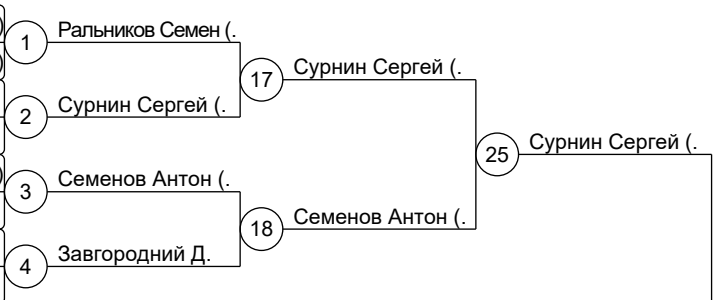 1 Ральников Семен (.
17 Сурнин Сергей (.
2 Сурнин Сергей (.
25 Сурнин Сергей (.
3 Семенов Антон (.
18 Семенов Антон (.
4 Завгородний Д.